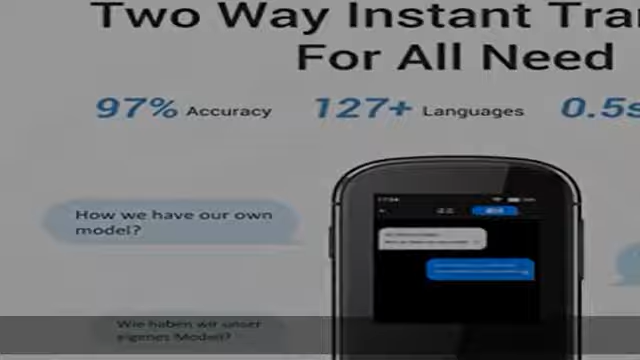 Two Way Instant Tra
For All Need
97% Accuracy 127+ Languages 0.5s
How we have our own
model?
Wie haben wir unser
eigenes Modell?